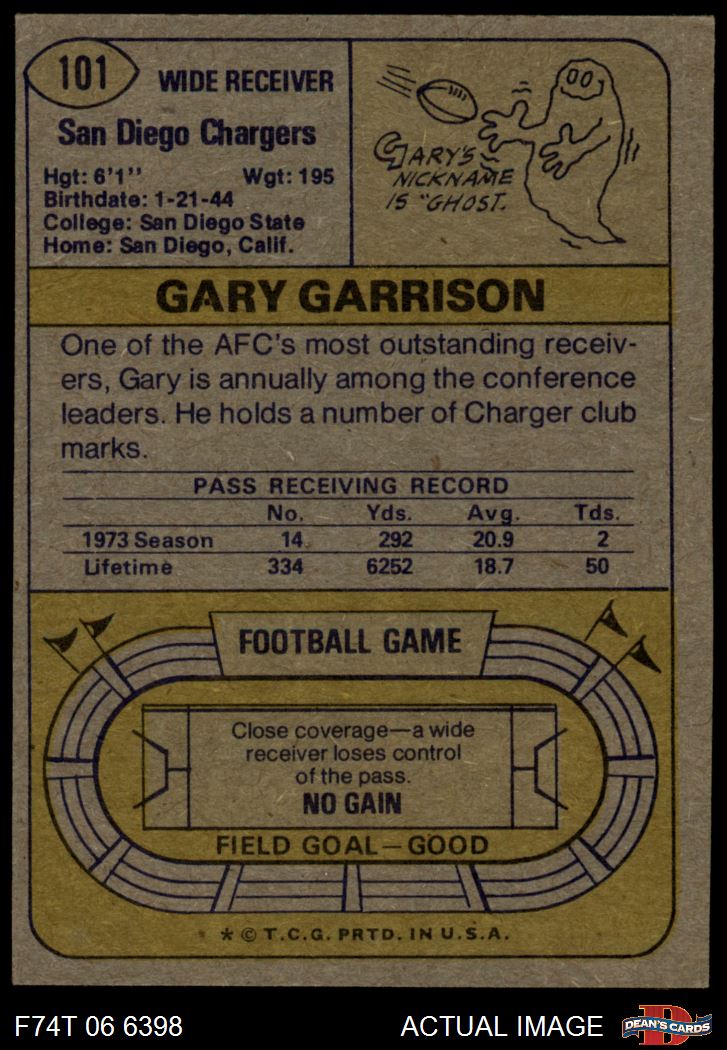 101
WIDE RECEIVER
San Diego Chargers
Hgt: 6'1'' Wgt: 195
Birthdate: 1-21-44
College: San Diego State
Home: San Diego, Calif.
GARY'S
NICKNAME
IS "GHOST.
GARY GARRISON
One of the AFC's most outstanding receiv-
ers, Gary is annually among the conference
leaders. He holds a number of Charger club
marks.
PASS RECEIVING RECORD
No. Yds. Avg. Tds.
1973 Season 14 292 20.9 2
Lifetime 334 6252 18.7 50
FOOTBALL GAME
Close coverage—a wide
receiver loses control
of the pass.
NO GAIN
FIELD GOAL—GOOD
* © T.C.G. PRTD. IN U.S.A.
F74T 06 6398 ACTUAL IMAGE
D
DEAN'S CARDS